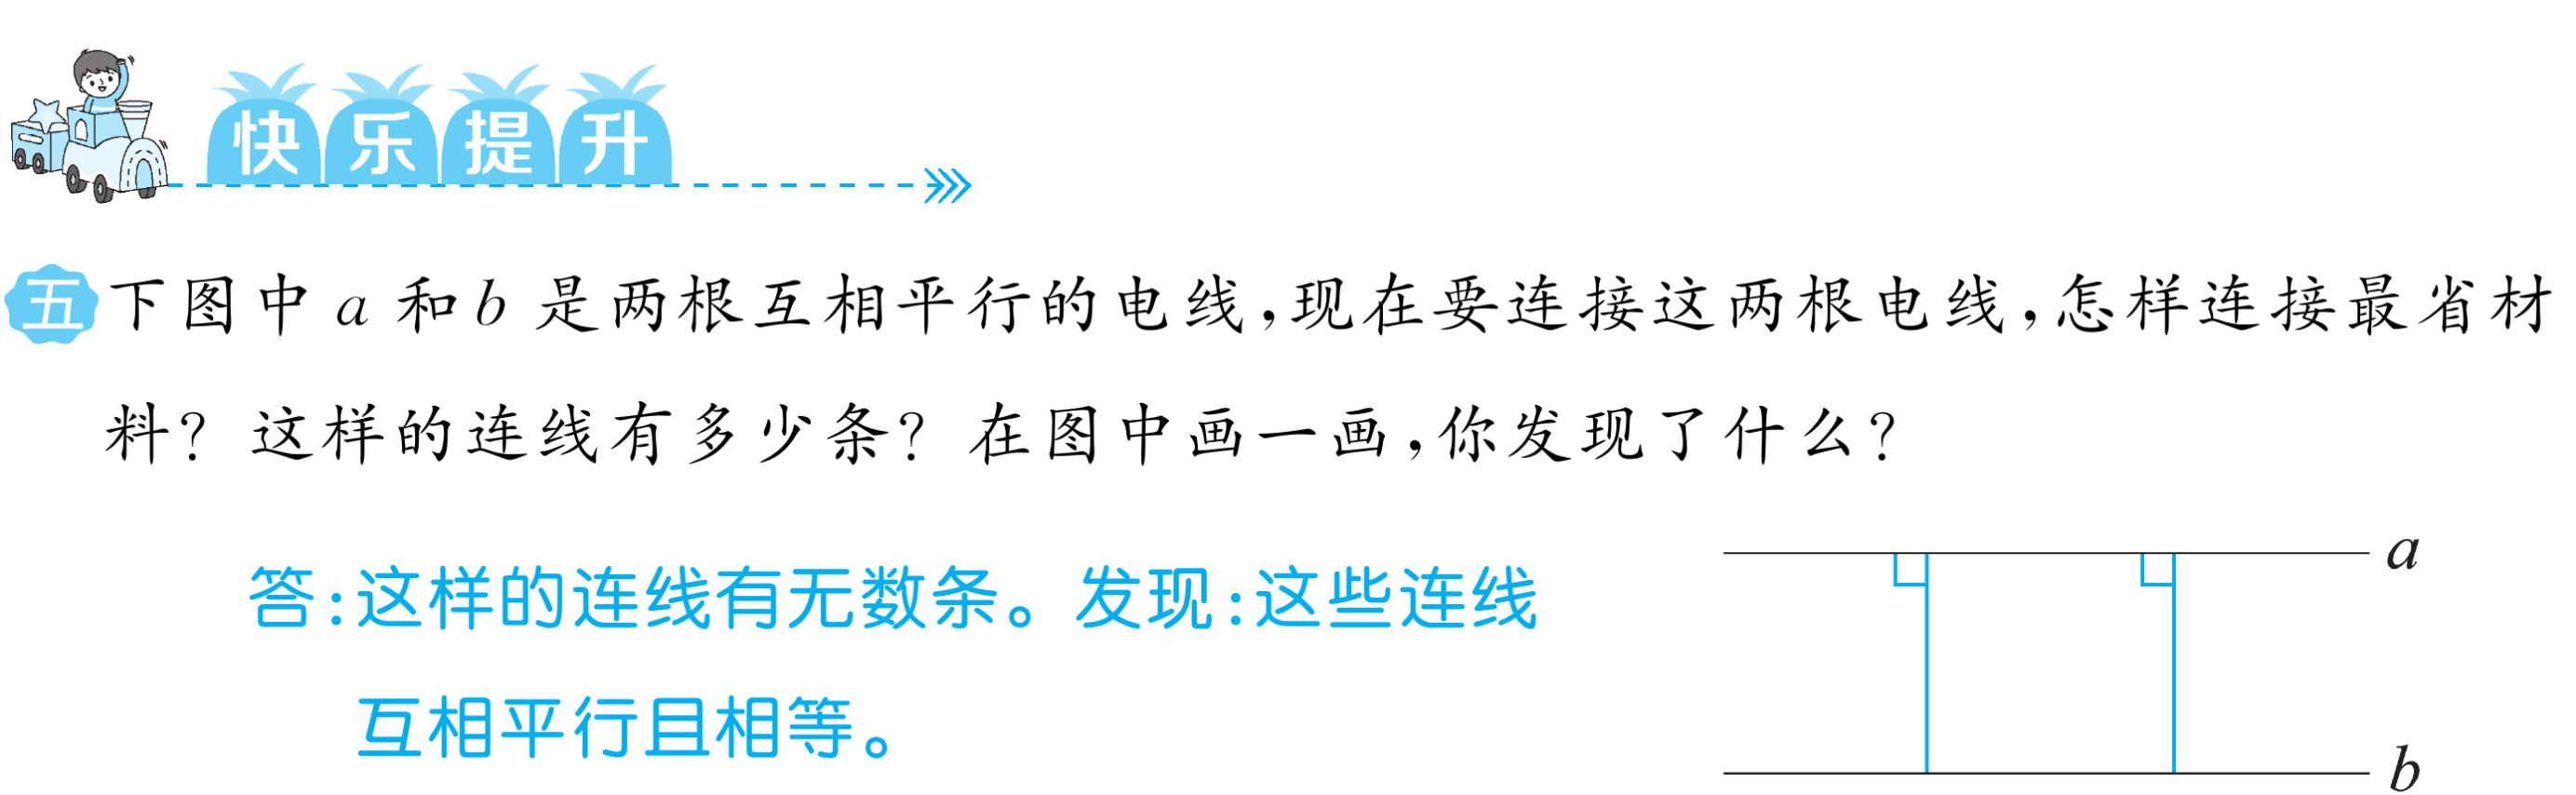 快乐提升
五 下图中 a 和 b 是两根互相平行的电线,现在要连接这两根电线,怎样连接最省材
料? 这样的连线有多少条? 在图中画一画,你发现了什么?
答:这样的连线有无数条。发现:这些连线
互相平行且相等。
a
b